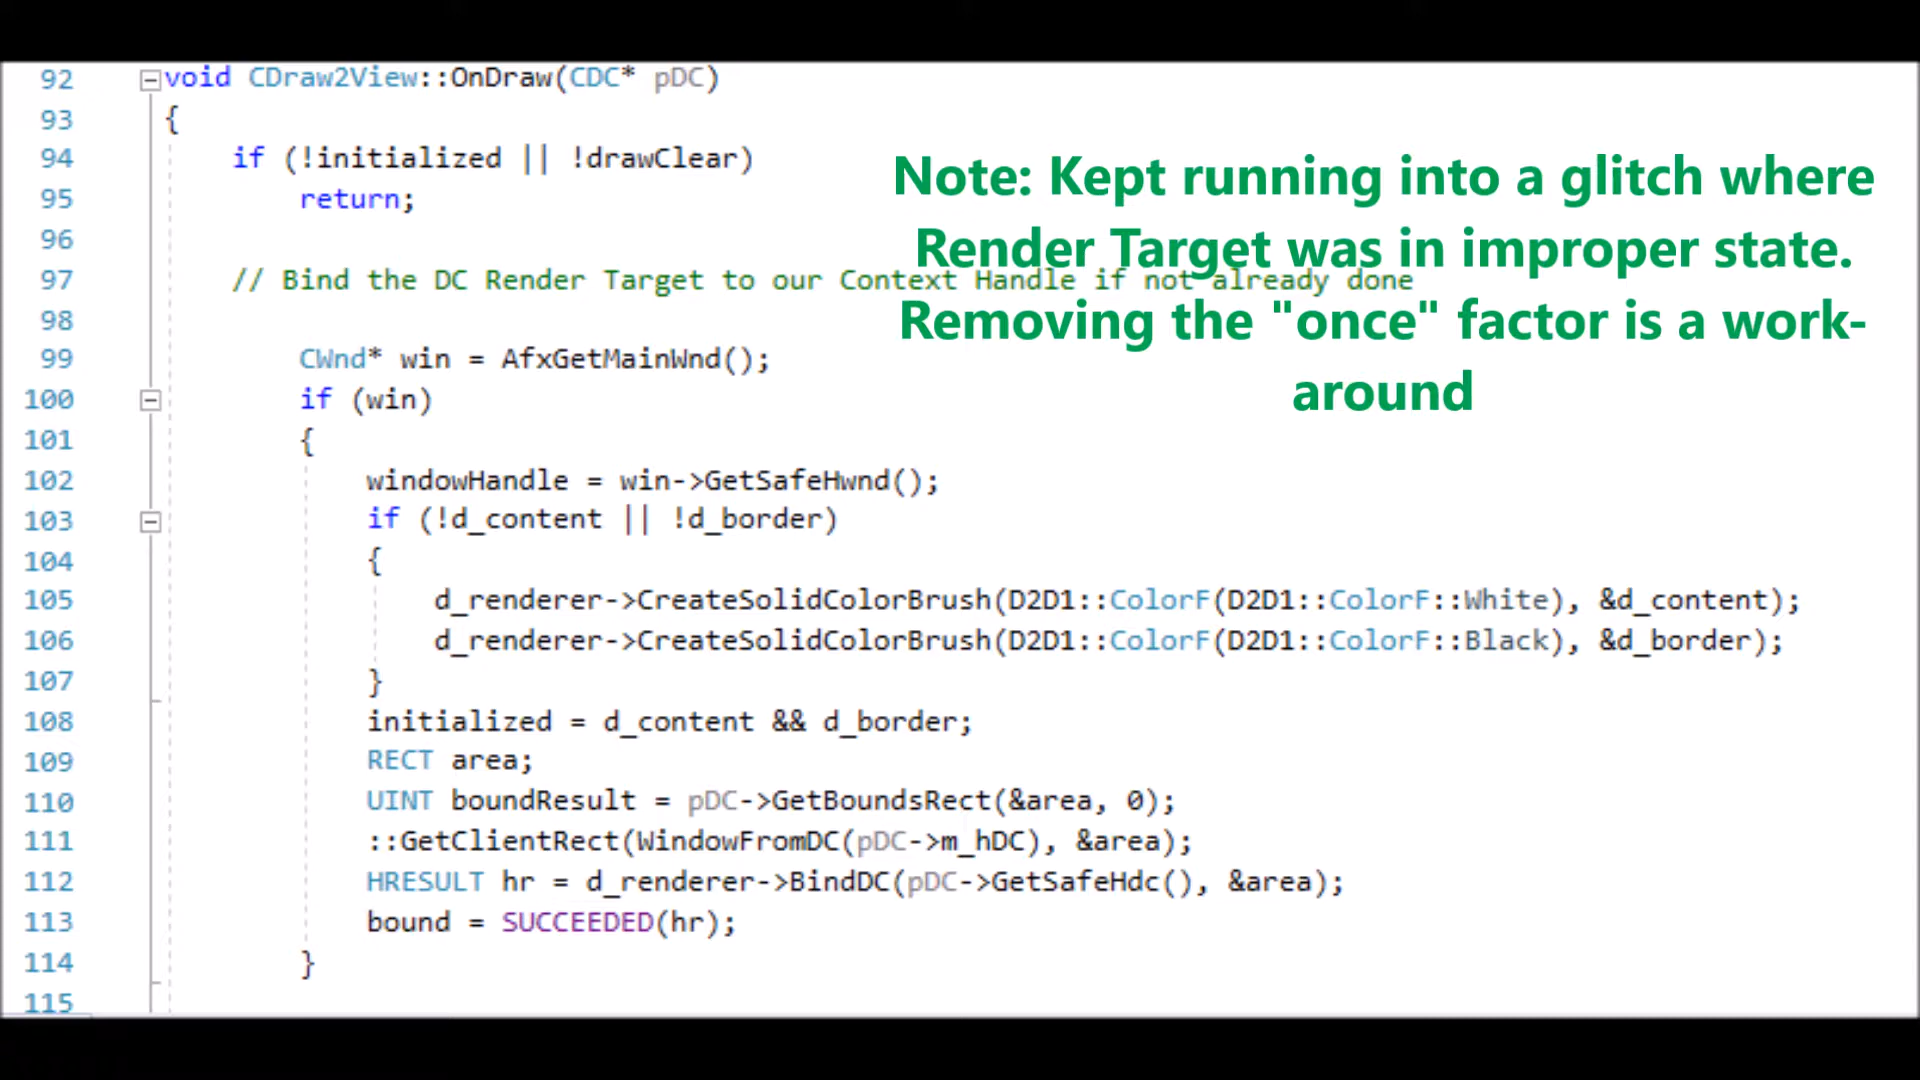 92 void CDraw2View::OnDraw(CDC* pDC)
93 {
94 if (!initialized || !drawClear)
95 return;
96
97 // Bind the DC Render Target to our Context Handle if not already done
98
99 CWnd* win = AfxGetMainWnd();
100 if (win)
101 {
102 windowHandle = win->GetSafeHwnd();
103 if (!d_content || !d_border)
104 {
105 d_renderer->CreateSolidColorBrush(D2D1::ColorF(D2D1::ColorF::White), &d_content);
106 d_renderer->CreateSolidColorBrush(D2D1::ColorF(D2D1::ColorF::Black), &d_border);
107 }
108 initialized = d_content && d_border;
109 RECT area;
110 UINT boundResult = pDC->GetBoundsRect(&area, 0);
111 ::GetClientRect(WindowFromDC(pDC->m_hDC), &area);
112 HRESULT hr = d_renderer->BindDC(pDC->GetSafeHdc(), &area);
113 bound = SUCCEEDED(hr);
114 }
115
Note: Kept running into a glitch where
Render Target was in improper state.
Removing the "once" factor is a work-
around